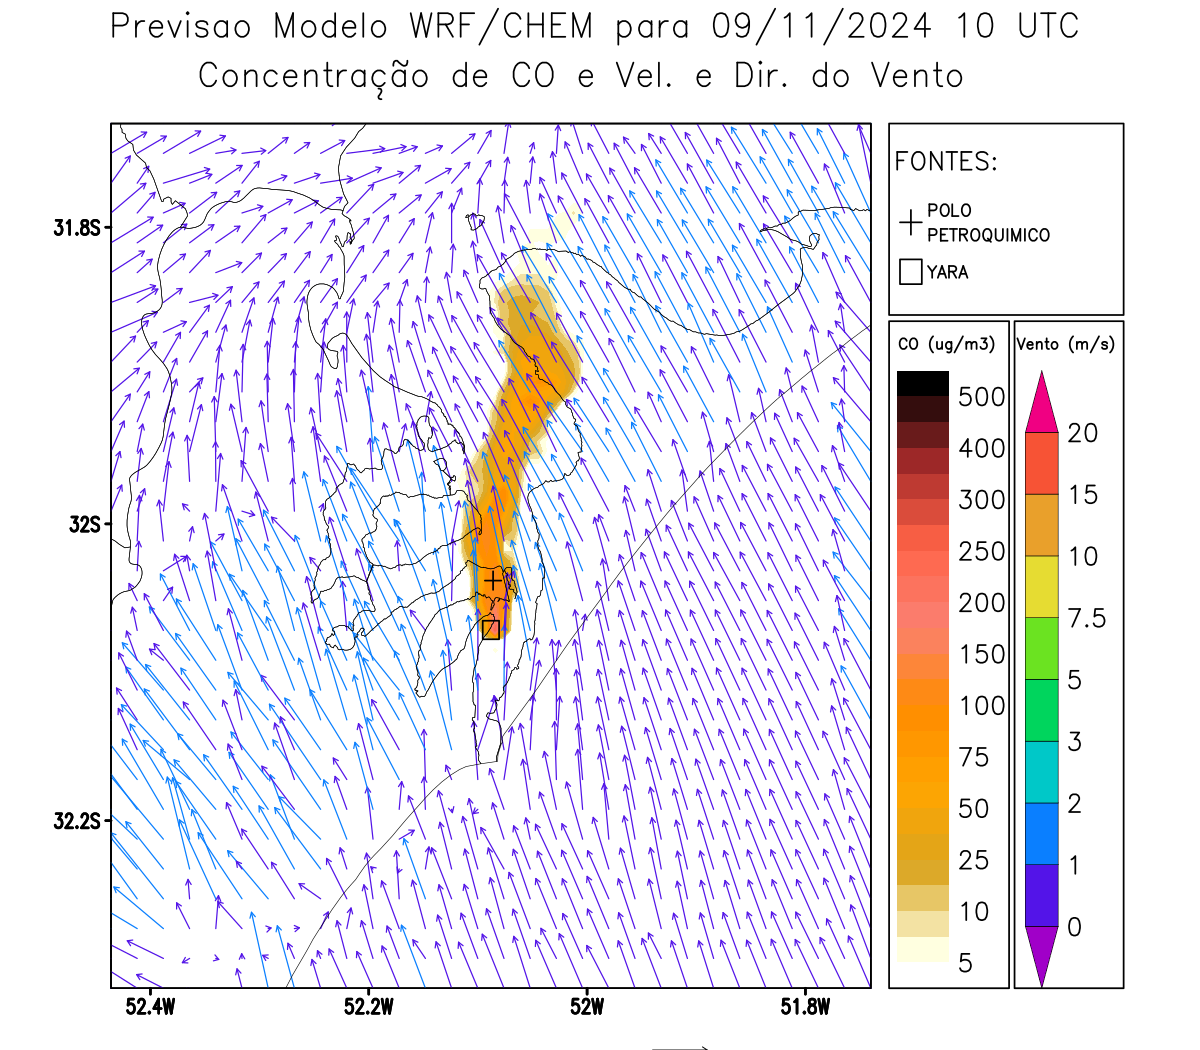 Previsao Modelo WRF/CHEM para 09/11/2024 10 UTC
Concentração de CO e Vel. e Dir. do Vento
FONTES:
POLO
PETROQUIMICO
YARA
31.8S
32S
32.2S
52.4W
52.2W
52W
51.8W
CO (ug/m3)
500
400
300
250
200
150
100
75
50
25
10
5
Vento (m/s)
20
15
10
7.5
5
3
2
1
0